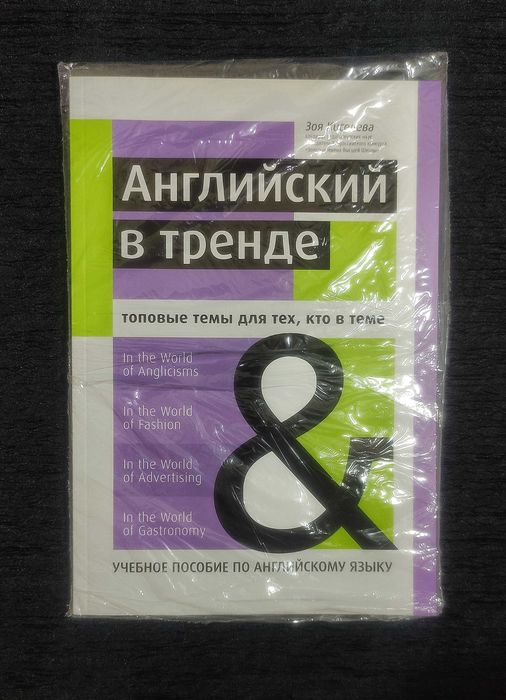 Зоя
Английский
в тренде
топовые темы для тех, кто в теме
In the World
of Anglicisms
In the World
of Fashion
In the World
of Advertising
In the World
of Gastronomy
&
УЧЕБНОЕ ПОСОБИЕ ПО АНГЛИЙСКОМУ ЯЗЫКУ